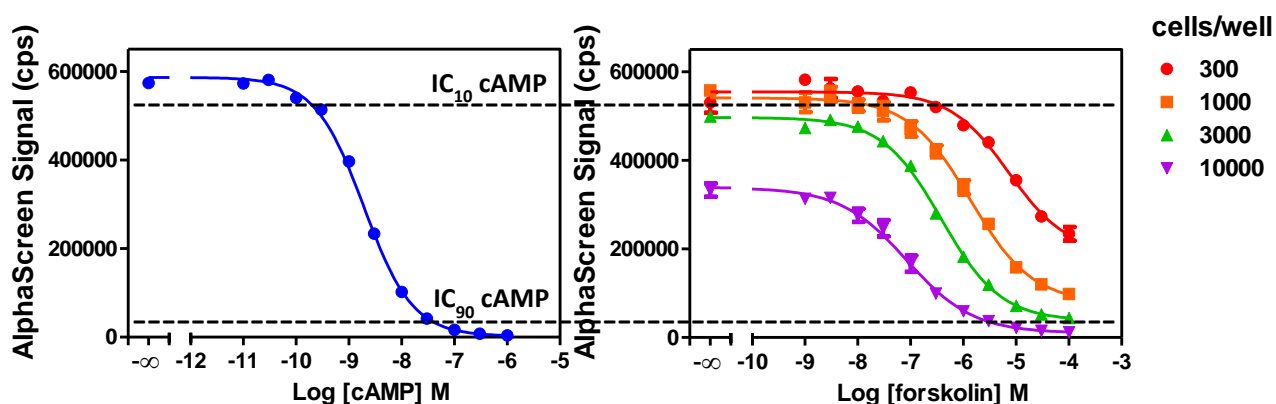 AlphaScreen Signal (cps)
600000
400000
200000
0
IC10 cAMP
IC90 cAMP
-∞ -12 -11 -10 -9 -8 -7 -6 -5
Log [cAMP] M
AlphaScreen Signal (cps)
600000
400000
200000
0
-∞ -10 -9 -8 -7 -6 -5 -4 -3
Log [forskolin] M
cells/well
300
1000
3000
10000